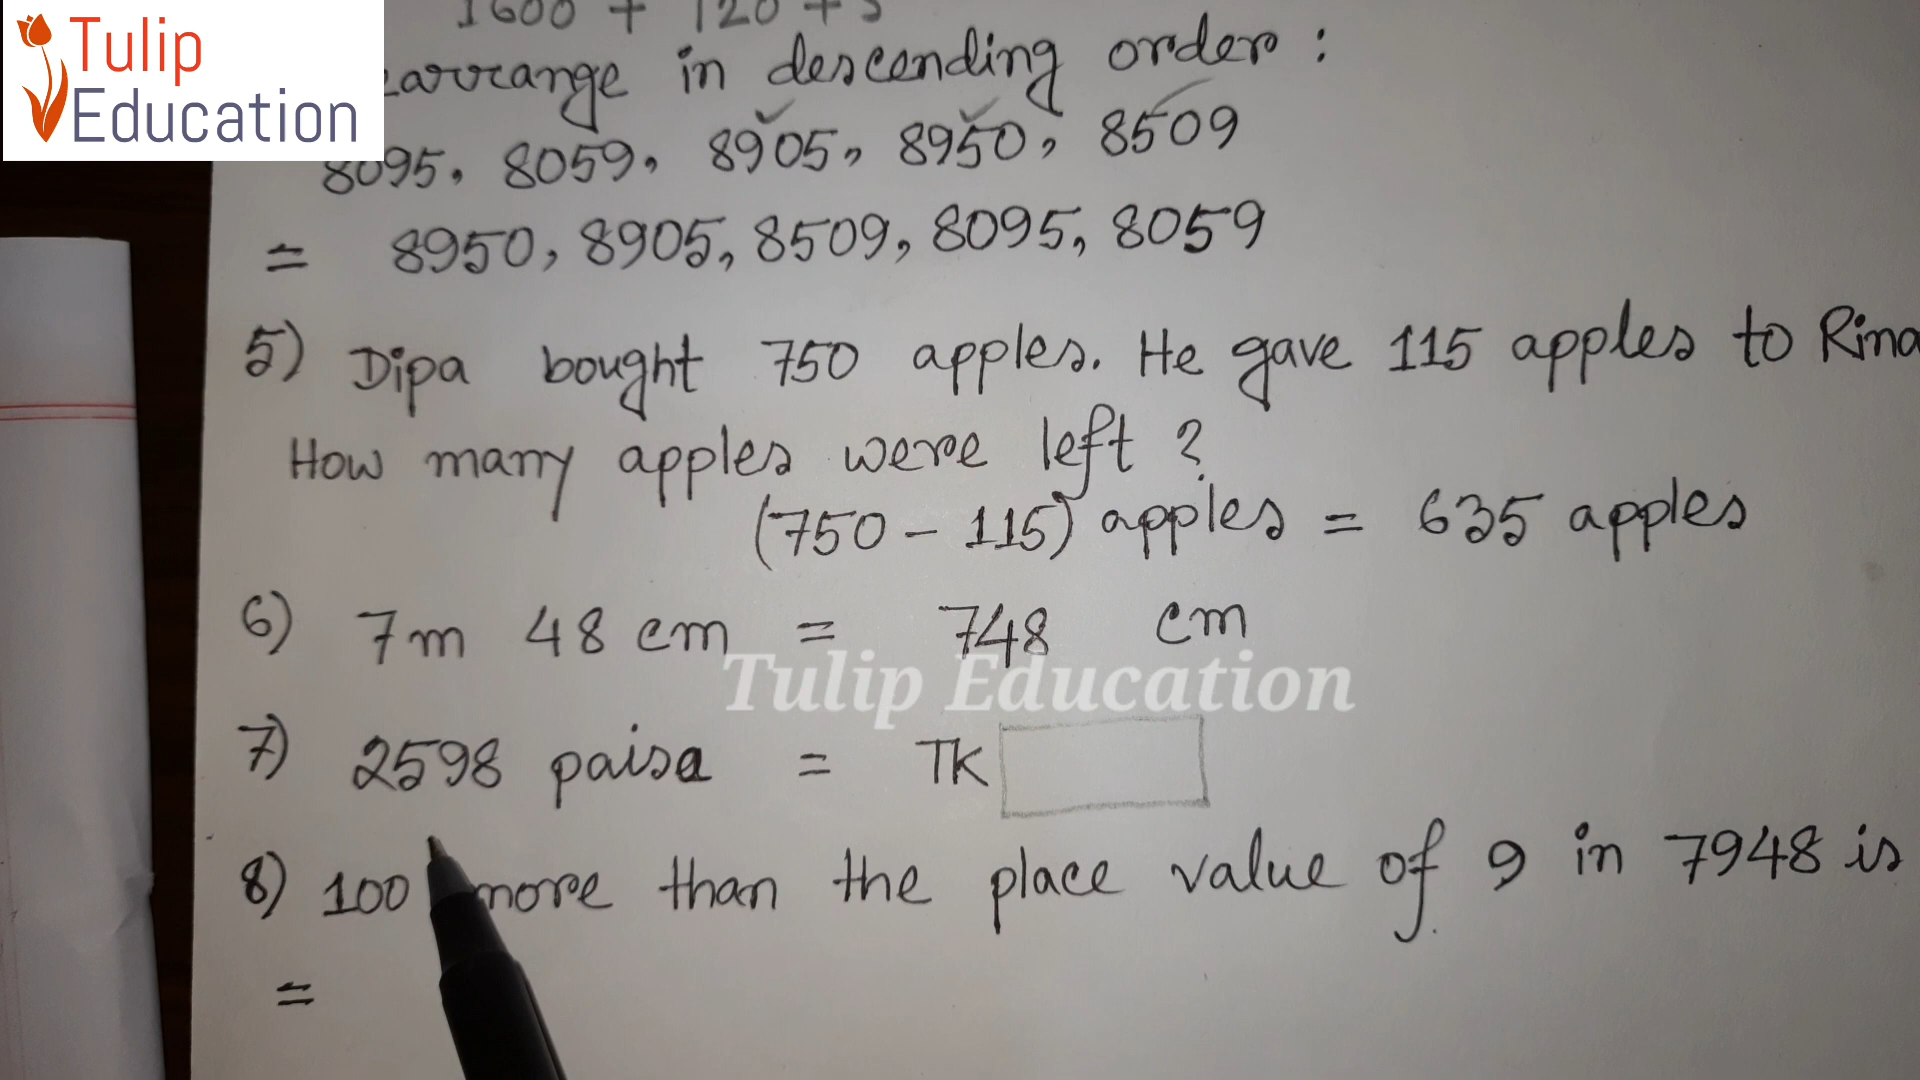 Tulip
Education
1600 + 120 + 5
arrange in descending order :
8095, 8059, 8905, 8950, 8509
= 8950, 8905, 8509, 8095, 8059
5) Dipa bought 750 apples. He gave 115 apples to Rina
How many apples were left ?
(750 - 115) apples = 635 apples
6) 7m 48 cm = 748 cm
Tulip Education
7) 2598 paisa = TK
8) 100 more than the place value of 9 in 7948 is
=